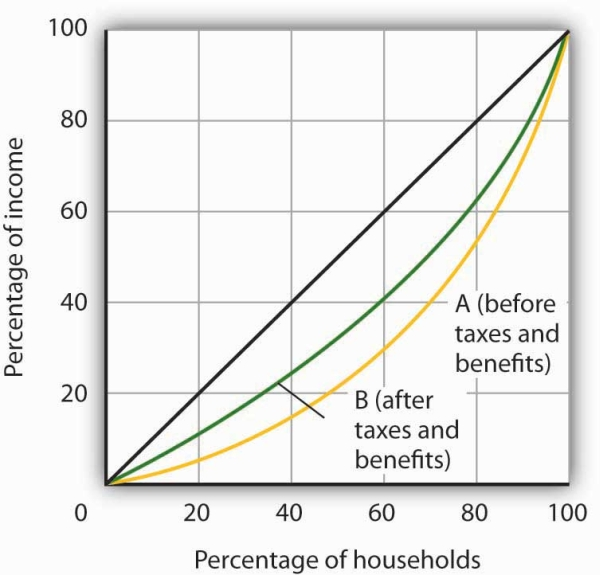 Percentage of income
100
80
60
40
20
0
A (before
taxes and
benefits)
B (after
taxes and
benefits)
20
40
60
80
100
Percentage of households